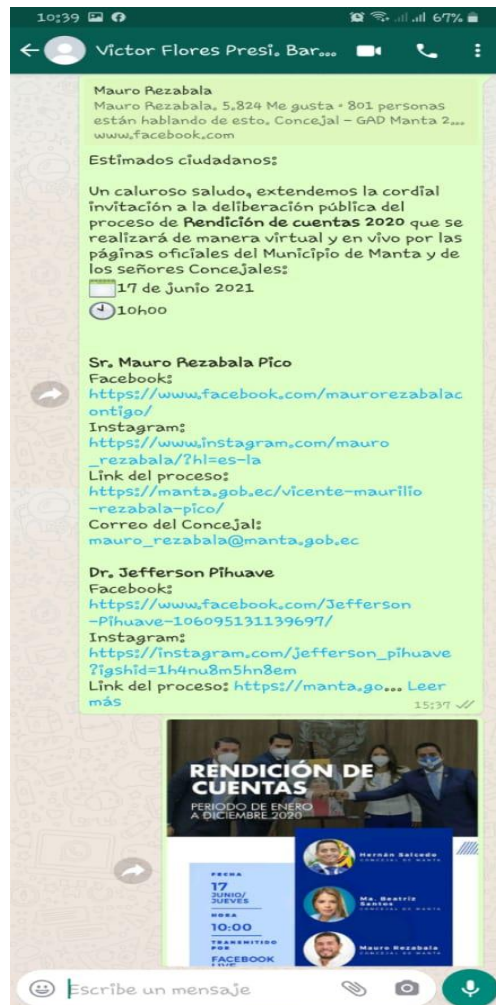 10:39
67%
Victor Flores Presi. Bar...
Mauro Rezabala
Mauro Rezabala. 5.824 Me gusta · 801 personas
están hablando de esto. Concejal – GAD Manta 2...
www.facebook.com
Estimados ciudadanos:
Un caluroso saludo, extendemos la cordial
invitación a la deliberación pública del
proceso de Rendición de cuentas 2020 que se
realizará de manera virtual y en vivo por las
páginas oficiales del Municipio de Manta y de
los señores Concejales:
17 de junio 2021
10h00
Sr. Mauro Rezabala Pico
Facebook:
https://www.facebook.com/maurorezabalac
ontigo/
Instagram:
https://www.instagram.com/mauro
_rezabala/?hl=es-la
Link del proceso:
https://manta.gob.ec/vicente-maurilio
-rezabala-pico/
Correo del Concejal:
mauro_rezabala@manta.gob.ec
Dr. Jefferson Pihuave
Facebook:
https://www.facebook.com/Jefferson
-Pihuave-106095131139697/
Instagram:
https://instagram.com/jefferson_pihuave
?igshid=1h4nu8m5hn8em
Link del proceso: https://manta.go... Leer
más
15:37
RENDICIÓN DE
CUENTAS
PERIODO DE ENERO
A DICIEMBRE 2020
FECHA
17
JUNIO/
JUEVES
HORA
10:00
TRANSMITIDO
POR
FACEBOOK
LIVE
Hernán Salcedo
CONCEJAL DE MANTA
Ma. Beatriz
Santos
CONCEJAL DE MANTA
Mauro Rezabala
CONCEJAL DE MANTA
Escribe un mensaje